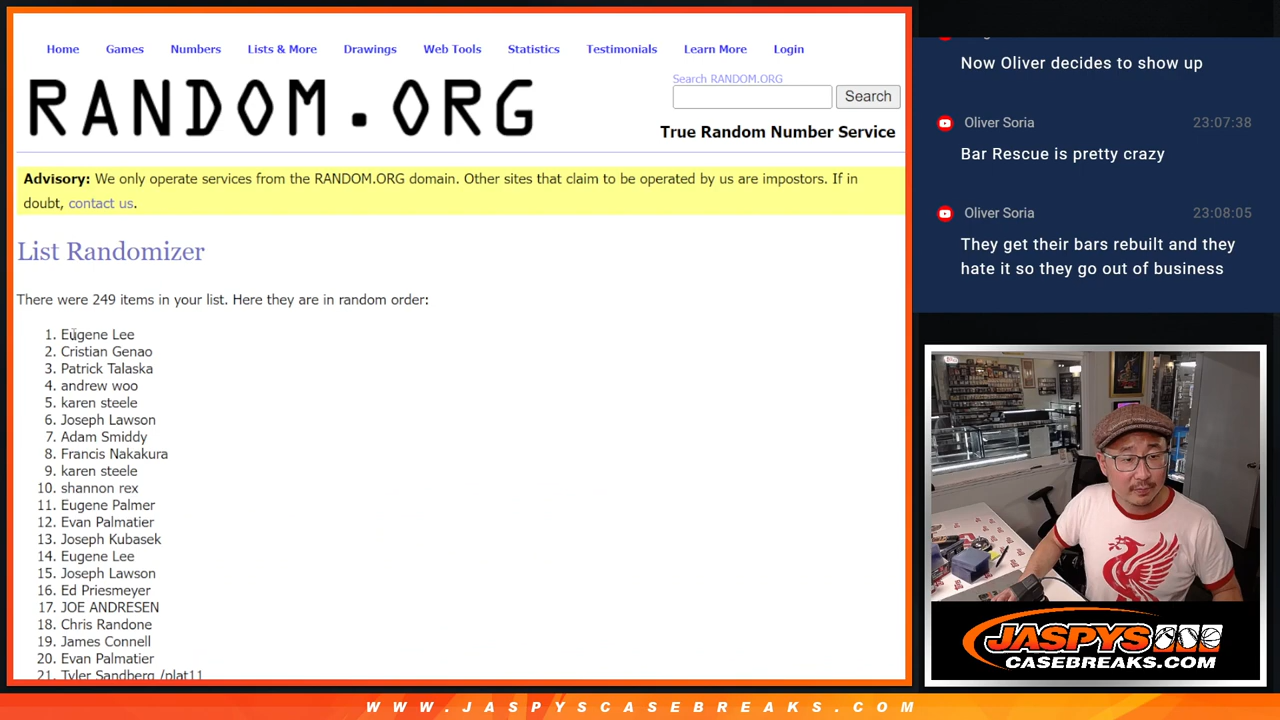 Home Games Numbers Lists & More Drawings Web Tools Statistics Testimonials Learn More Login
RANDOM.ORG
Search RANDOM.ORG
Search
True Random Number Service
Advisory: We only operate services from the RANDOM.ORG domain. Other sites that claim to be operated by us are impostors. If in
doubt, contact us.
List Randomizer
There were 249 items in your list. Here they are in random order:
1. Eugene Lee
2. Cristian Genao
3. Patrick Talaska
4. andrew woo
5. karen steele
6. Joseph Lawson
7. Adam Smiddy
8. Francis Nakakura
9. karen steele
10. shannon rex
11. Eugene Palmer
12. Evan Palmatier
13. Joseph Kubasek
14. Eugene Lee
15. Joseph Lawson
16. Ed Priesmeyer
17. JOE ANDRESEN
18. Chris Randone
19. James Connell
20. Evan Palmatier
21. Tyler Sandberg /plat11
Now Oliver decides to show up
Oliver Soria 23:07:38
Bar Rescue is pretty crazy
Oliver Soria 23:08:05
They get their bars rebuilt and they
hate it so they go out of business
JASPYS
CASEBREAKS.COM
WWW.JASPYSCASEBREAKS.COM